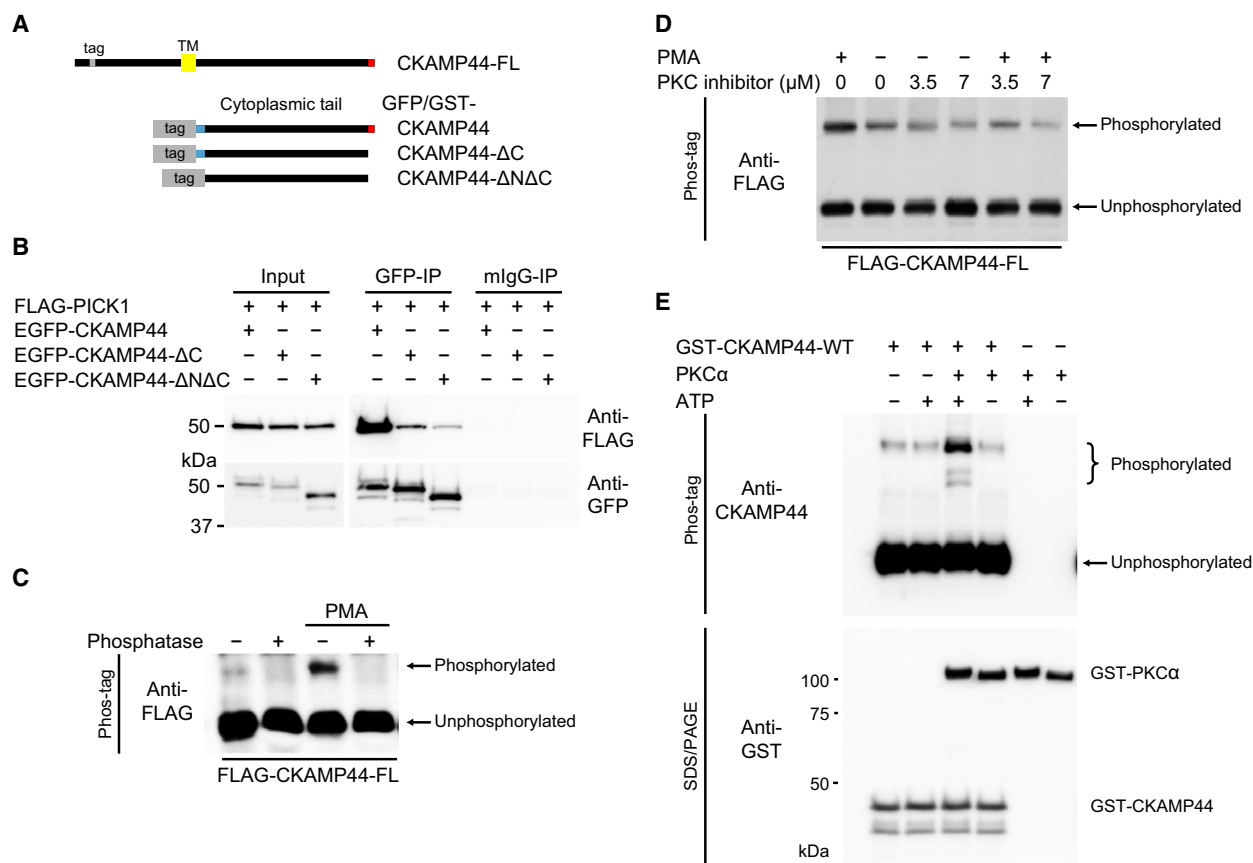 A
tag
TM
CKAMP44-FL
Cytoplasmic tail
GFP/GST-
tag
CKAMP44
tag
CKAMP44-ΔC
tag
CKAMP44-ΔNΔC
B
Input GFP-IP mIgG-IP
FLAG-PICK1 + + + + + + + + +
EGFP-CKAMP44 + – – + – – + – –
EGFP-CKAMP44-ΔC – + – – + – – + –
EGFP-CKAMP44-ΔNΔC – – + – – + – – +
50
Anti-
FLAG
kDa
50
Anti-
GFP
37
C
PMA
Phosphatase – + – +
Phos-tag
Anti-
FLAG
Phosphorylated
Unphosphorylated
FLAG-CKAMP44-FL
D
PMA + – – – + +
PKC inhibitor (μM) 0 0 3.5 7 3.5 7
Phos-tag
Anti-
FLAG
Phosphorylated
Unphosphorylated
FLAG-CKAMP44-FL
E
GST-CKAMP44-WT + + + + – –
PKCα – – + + + +
ATP – + + – + –
Phos-tag
Anti-
CKAMP44
Phosphorylated
Unphosphorylated
SDS/PAGE
Anti-
GST
100
75
50
kDa
GST-PKCα
GST-CKAMP44